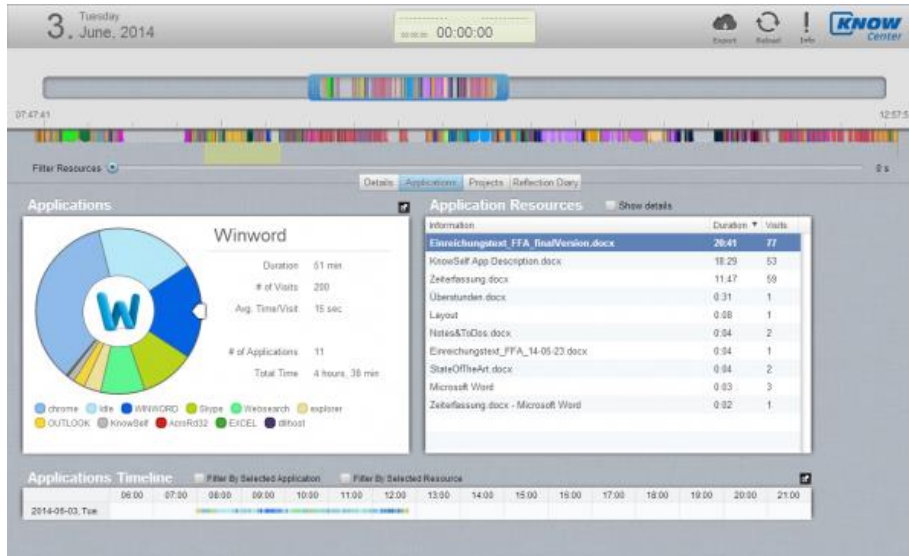 3. Tuesday
June, 2014
00:00:00
Export Reload Info
KNOW
Center
07:47:41
12:57:5
Filter Resources
0 s
Details Applications Projects Reflection Diary
Applications
Application Resources Show details
Winword
Duration 51 min
# of Visits 200
Avg. Time/Visit 15 sec
# of Applications 11
Total Time 4 hours, 38 min
chrome Idle WINWORD Skype Websearch explorer
OUTLOOK KnowSelf AcroRd32 EXCEL dllhost
Information Duration Visits
Einreichungstext_FFA_finalVersion.docx 20:41 77
KnowSelf App Description.docx 18:29 53
Zeiterfassung.docx 11:47 59
Überstunden.docx 0:31 1
Layout 0:08 1
Notes&ToDos.docx 0:04 2
Einreichungstext_FFA_14-05-23.docx 0:04 1
StateOfTheArt.docx 0:04 2
Microsoft Word 0:03 3
Zeiterfassung.docx - Microsoft Word 0:02 1
Applications Timeline Filter By Selected Application Filter By Selected Resource
06:00 07:00 08:00 09:00 10:00 11:00 12:00 13:00 14:00 15:00 16:00 17:00 18:00 19:00 20:00 21:00
2014-06-03, Tue